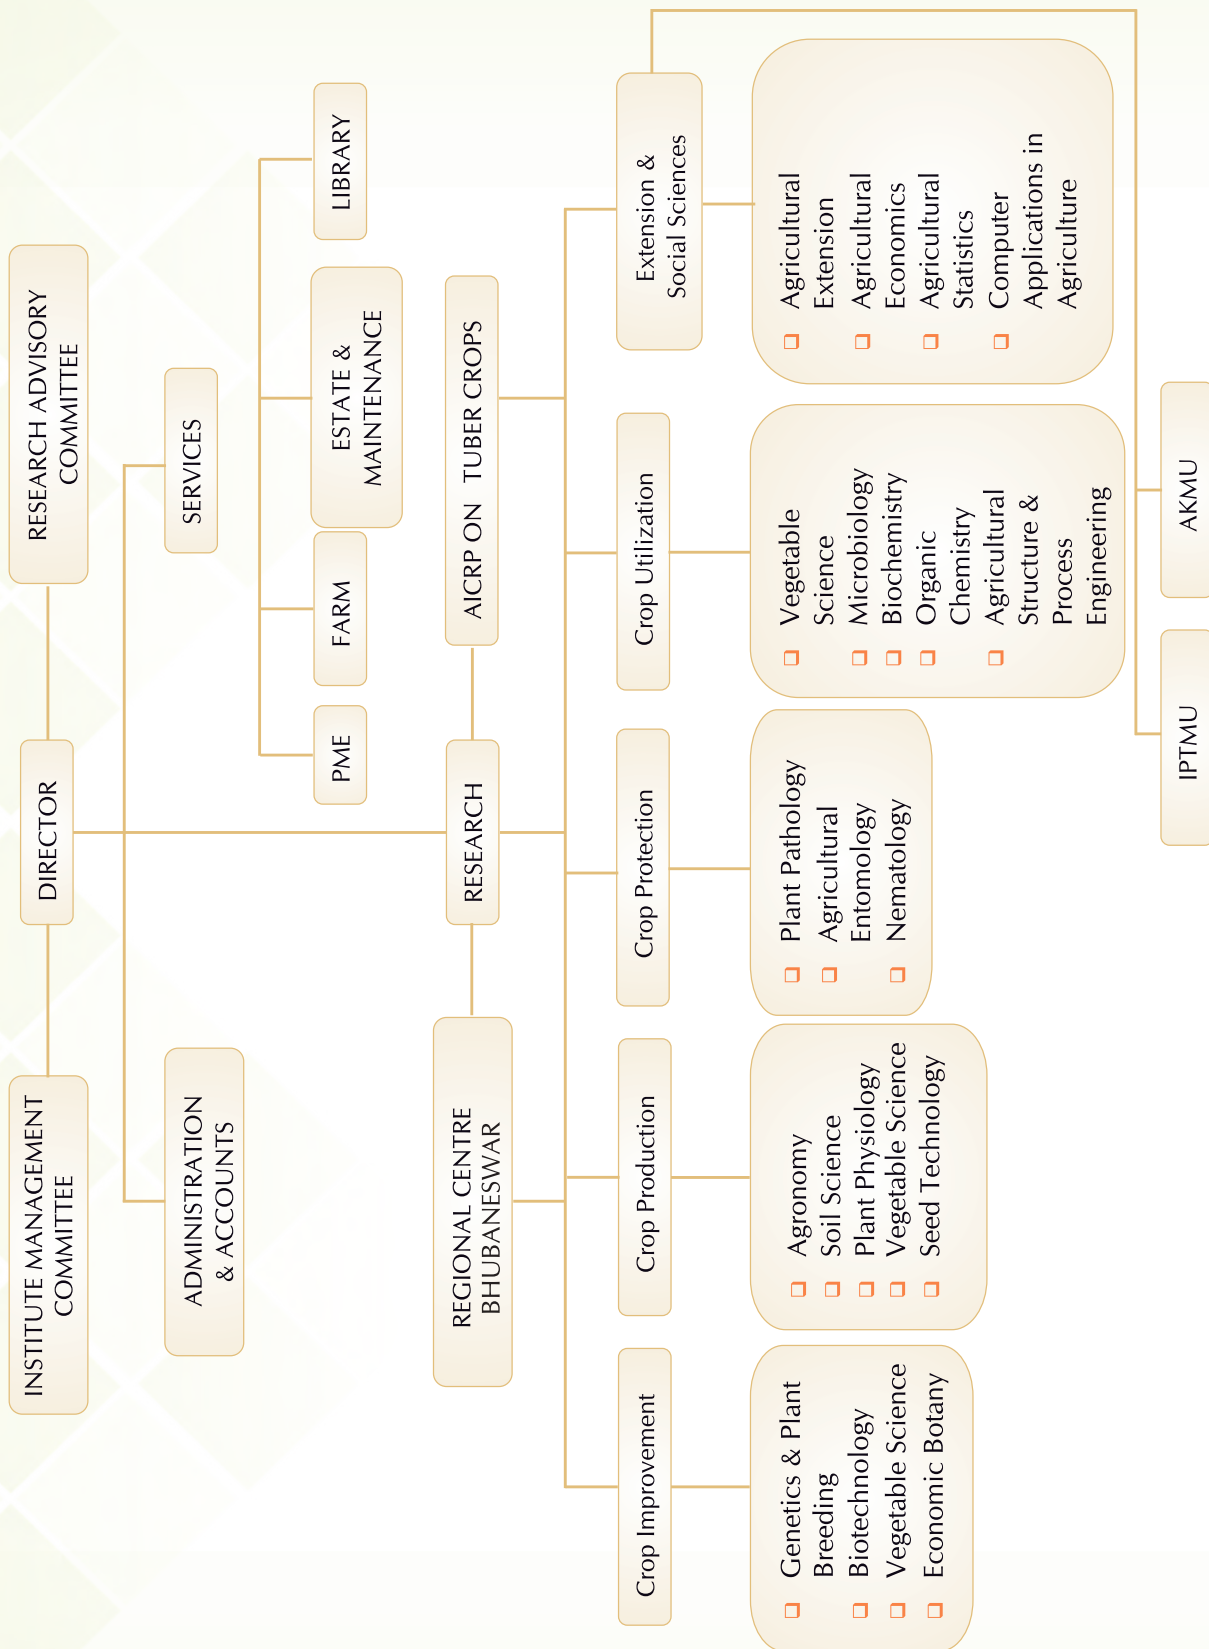 INSTITUTE MANAGEMENT
COMMITTEE
DIRECTOR
RESEARCH ADVISORY
COMMITTEE
ADMINISTRATION
& ACCOUNTS
SERVICES
PME
FARM
ESTATE &
MAINTENANCE
LIBRARY
REGIONAL CENTRE
BHUBANESWAR
RESEARCH
AICRP ON TUBER CROPS
Crop Improvement
Crop Production
Crop Protection
Crop Utilization
Extension &
Social Sciences
❑ Genetics & Plant
Breeding
❑ Biotechnology
❑ Vegetable Science
❑ Economic Botany
❑ Agronomy
❑ Soil Science
❑ Plant Physiology
❑ Vegetable Science
❑ Seed Technology
❑ Plant Pathology
❑ Agricultural
Entomology
❑ Nematology
❑ Vegetable
Science
❑ Microbiology
❑ Biochemistry
❑ Organic
Chemistry
❑ Agricultural
Structure &
Process
Engineering
❑ Agricultural
Extension
❑ Agricultural
Economics
❑ Agricultural
Statistics
❑ Computer
Applications in
Agriculture
IPTMU
AKMU